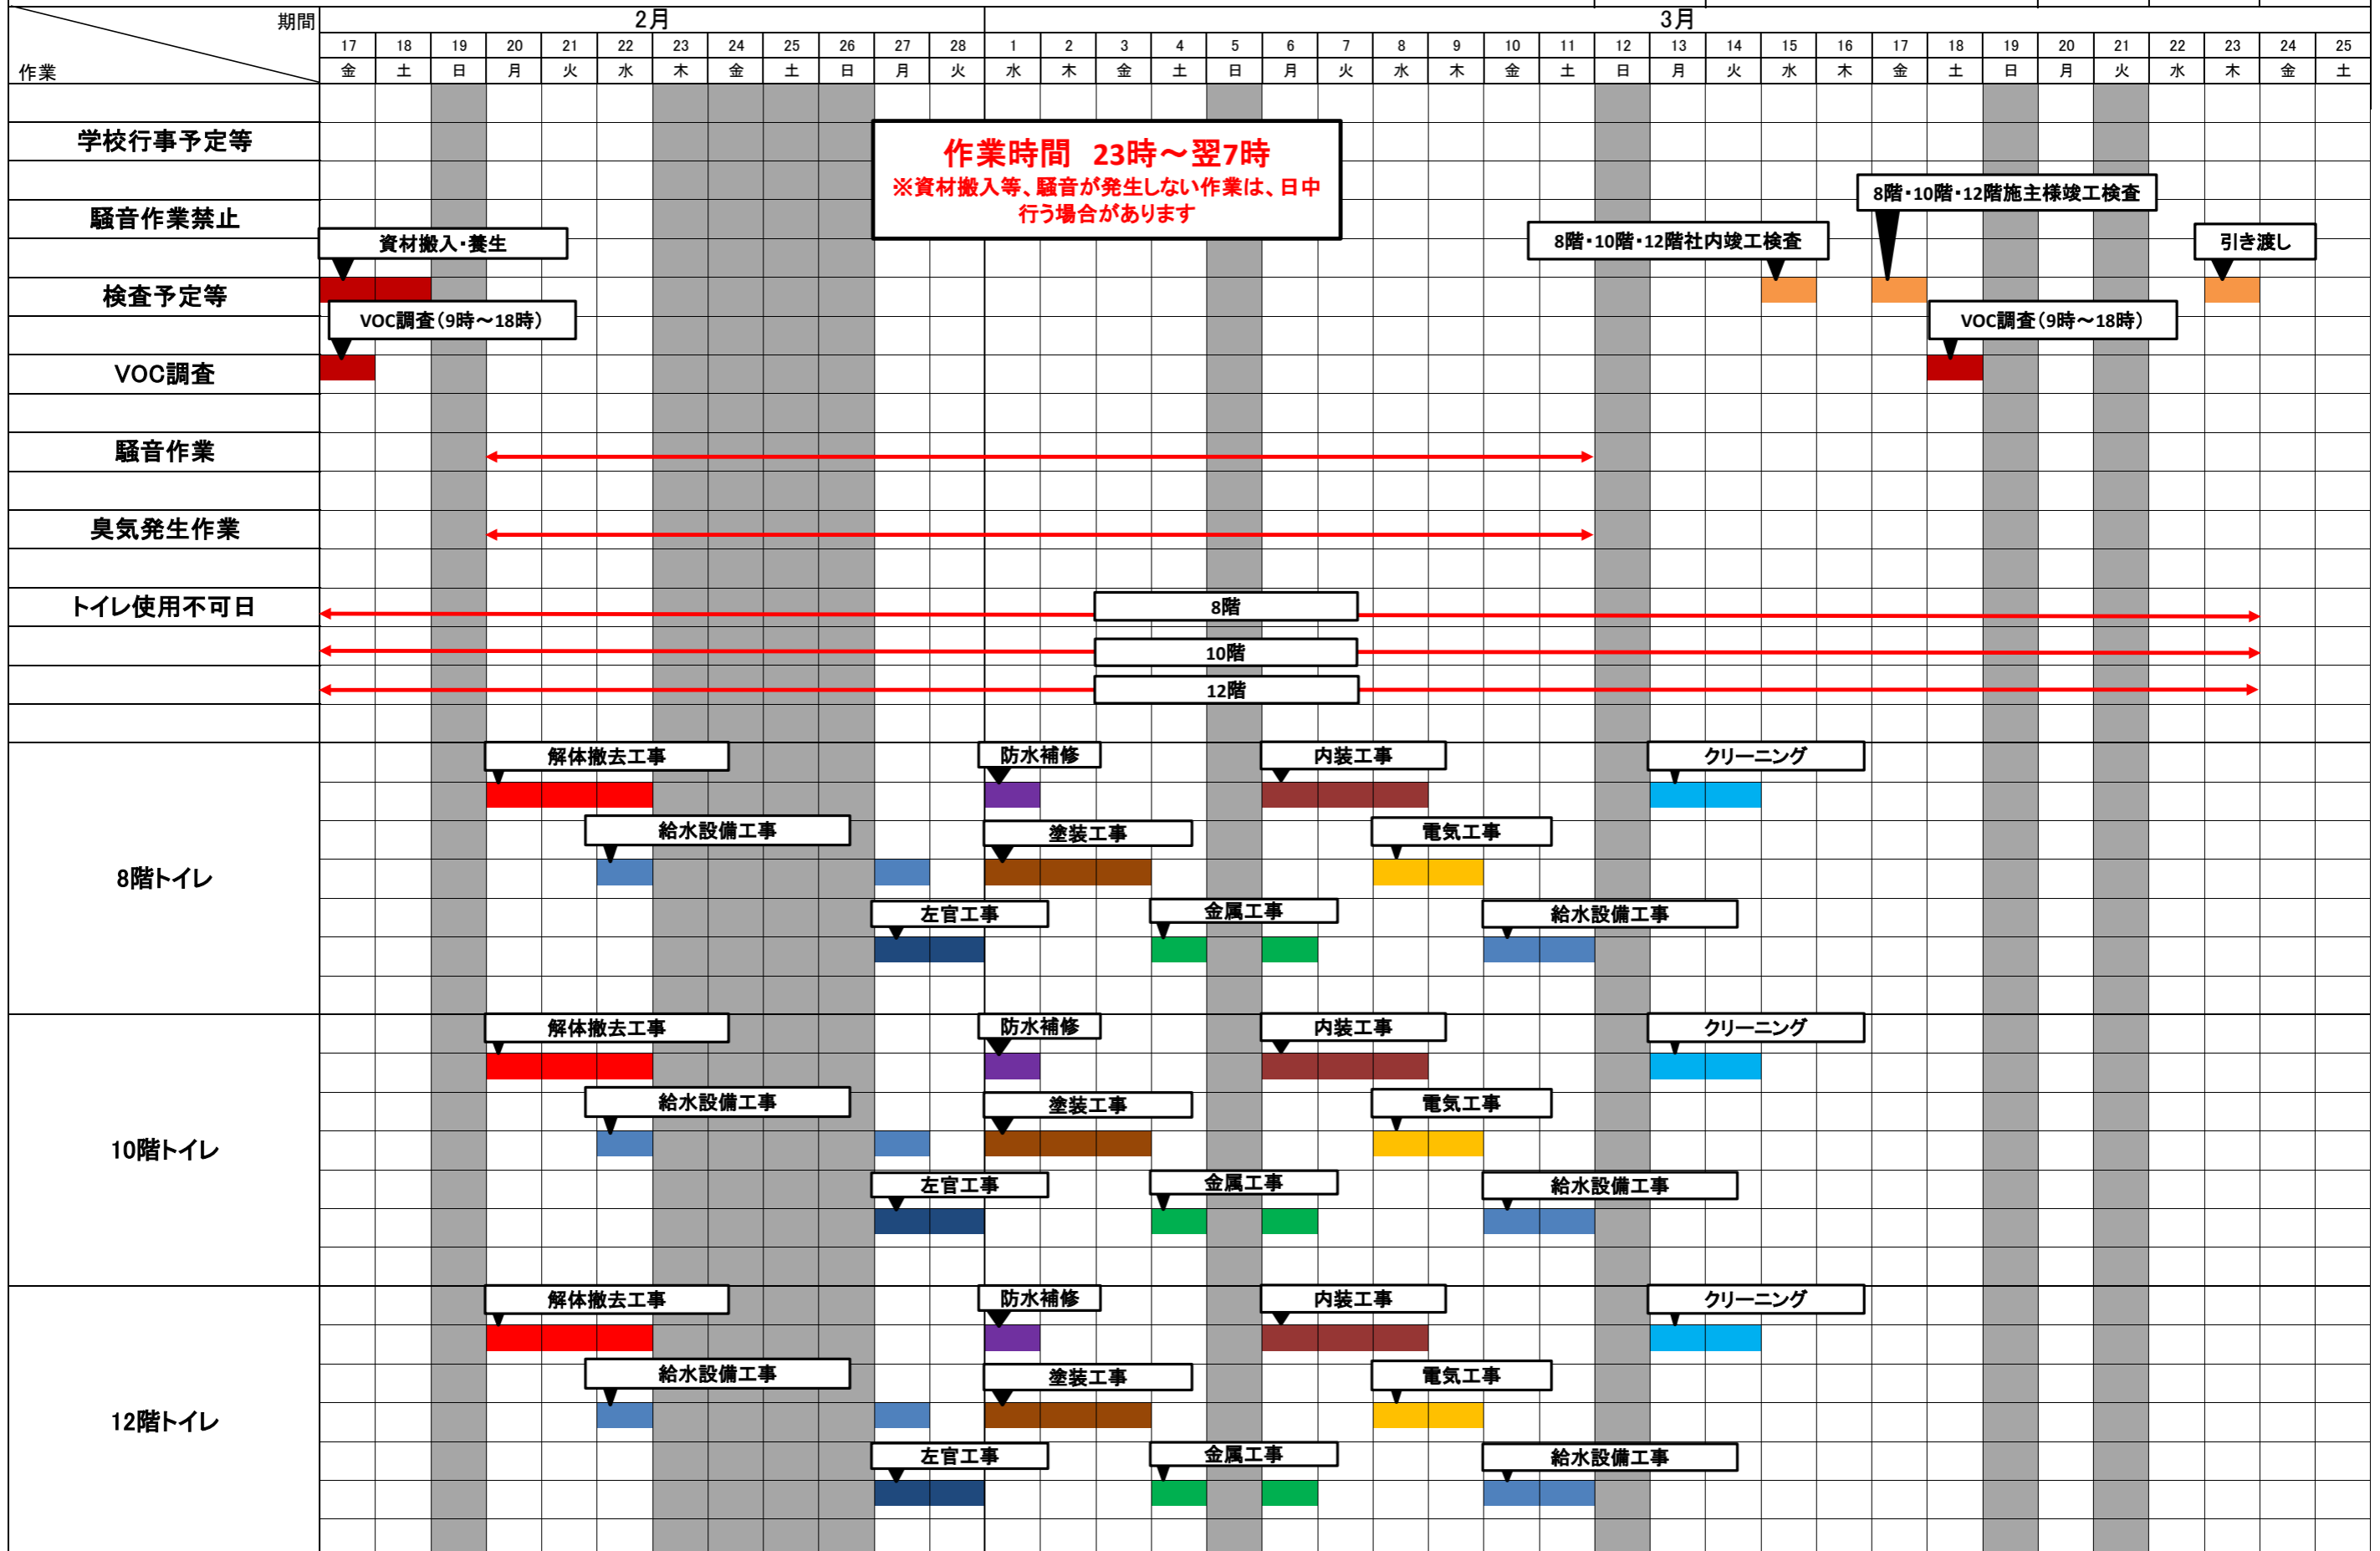 期間
2月
3月
17 18 19 20 21 22 23 24 25 26 27 28 1 2 3 4 5 6 7 8 9 10 11 12 13 14 15 16 17 18 19 20 21 22 23 24 25
作業
金 土 日 月 火 水 木 金 土 日 月 火 水 木 金 土 日 月 火 水 木 金 土 日 月 火 水 木 金 土 日 月 火 水 木 金 土
学校行事予定等
作業時間 23時～翌7時
※資材搬入等、騒音が発生しない作業は、日中
行う場合があります
騒音作業禁止
8階・10階・12階施主様竣工検査
資材搬入・養生
8階・10階・12階社内竣工検査
引き渡し
検査予定等
VOC調査（9時～18時）
VOC調査（9時～18時）
VOC調査
騒音作業
臭気発生作業
トイレ使用不可日
8階
10階
12階
8階トイレ
解体撤去工事
防水補修
内装工事
クリーニング
給水設備工事
塗装工事
電気工事
左官工事
金属工事
給水設備工事
10階トイレ
解体撤去工事
防水補修
内装工事
クリーニング
給水設備工事
塗装工事
電気工事
左官工事
金属工事
給水設備工事
12階トイレ
解体撤去工事
防水補修
内装工事
クリーニング
給水設備工事
塗装工事
電気工事
左官工事
金属工事
給水設備工事